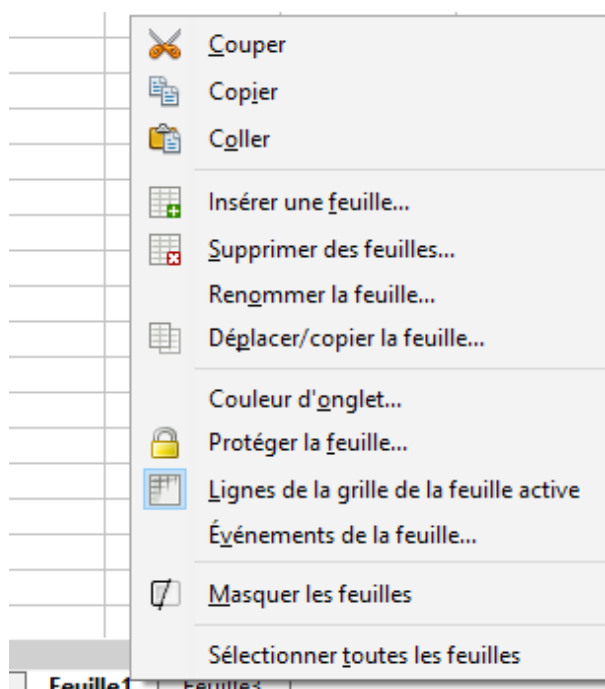 Couper
Copier
Coller
Insérer une feuille...
Supprimer des feuilles...
Renommer la feuille...
Déplacer/copier la feuille...
Couleur d'onglet...
Protéger la feuille...
Lignes de la grille de la feuille active
Événements de la feuille...
Masquer les feuilles
Sélectionner toutes les feuilles
Feuille1 Feuille3